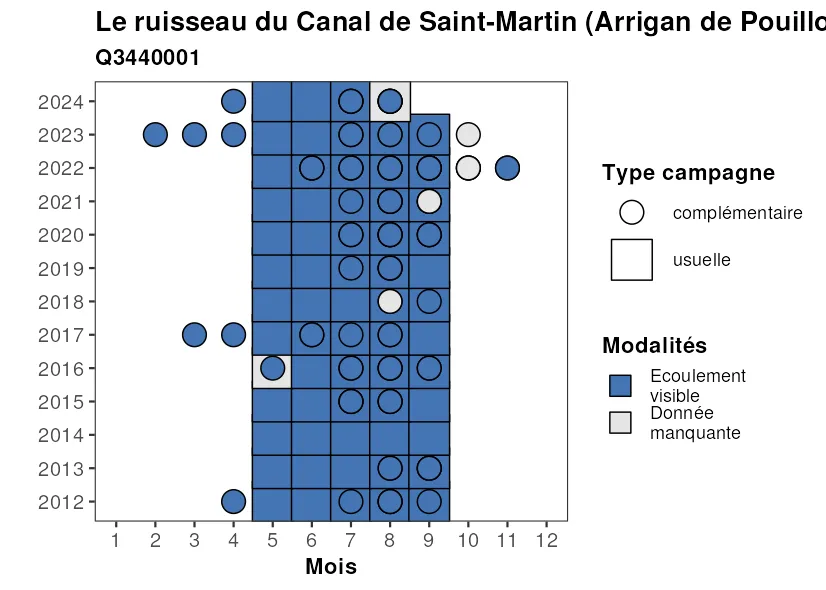 Le ruisseau du Canal de Saint-Martin (Arrigan de Pouillo
Q3440001
2024
2023
2022
2021
2020
2019
2018
2017
2016
2015
2014
2013
2012
1 2 3 4 5 6 7 8 9 10 11 12
Mois
Type campagne
complémentaire
usuelle
Modalités
Ecoulement
visible
Donnée
manquante